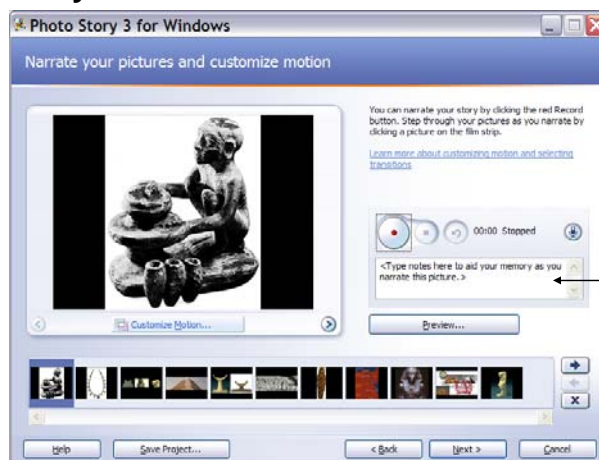 Photo Story 3 for Windows
Narrate your pictures and customize motion
You can narrate your story by clicking the red Record
button. Step through your pictures as you narrate by
clicking a picture on the film strip.
Learn more about customizing motion and selecting
transitions
00:00 Stopped
<Type notes here to aid your memory as you
narrate this picture.>
Customize Motion...
Preview...
Help
Save Project...
< Back
Next >
Cancel